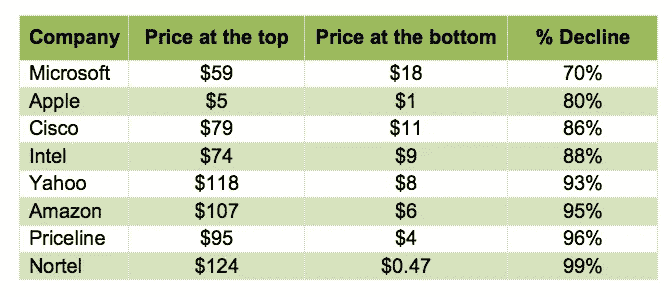 Company Price at the top Price at the bottom % Decline
Microsoft $59 $18 70%
Apple $5 $1 80%
Cisco $79 $11 86%
Intel $74 $9 88%
Yahoo $118 $8 93%
Amazon $107 $6 95%
Priceline $95 $4 96%
Nortel $124 $0.47 99%